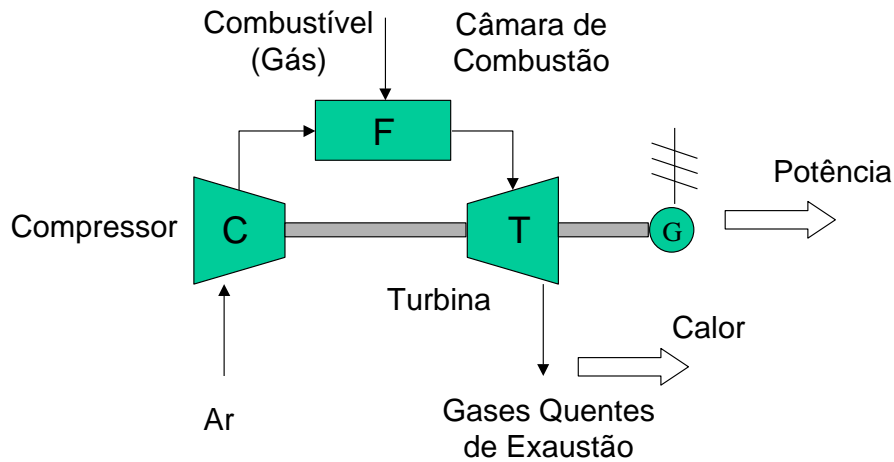 Combustível
(Gás)
Câmara de
Combustão
F
Potência
Compressor
C
T
G
Turbina
Calor
Ar
Gases Quentes
de Exaustão